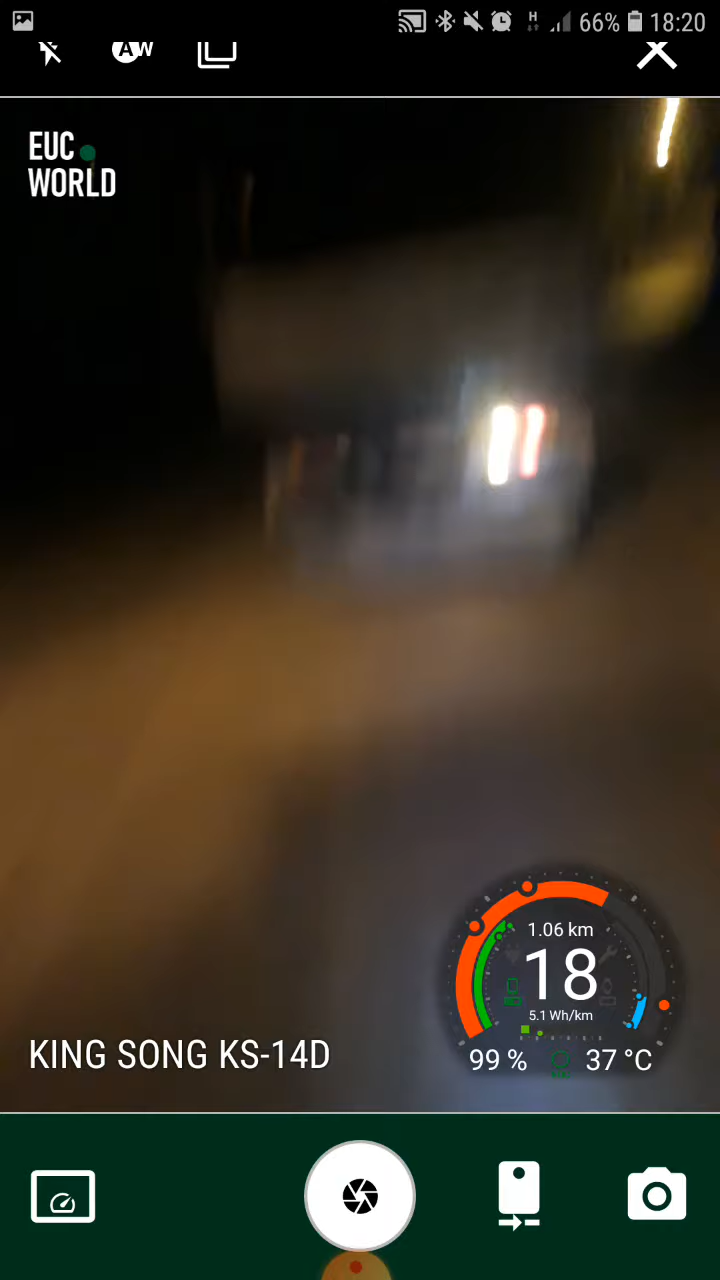 H 66% 18:20
AW
EUC
WORLD
1.06 km
18
5.1 Wh/km
99 % 37 °C
KING SONG KS-14D